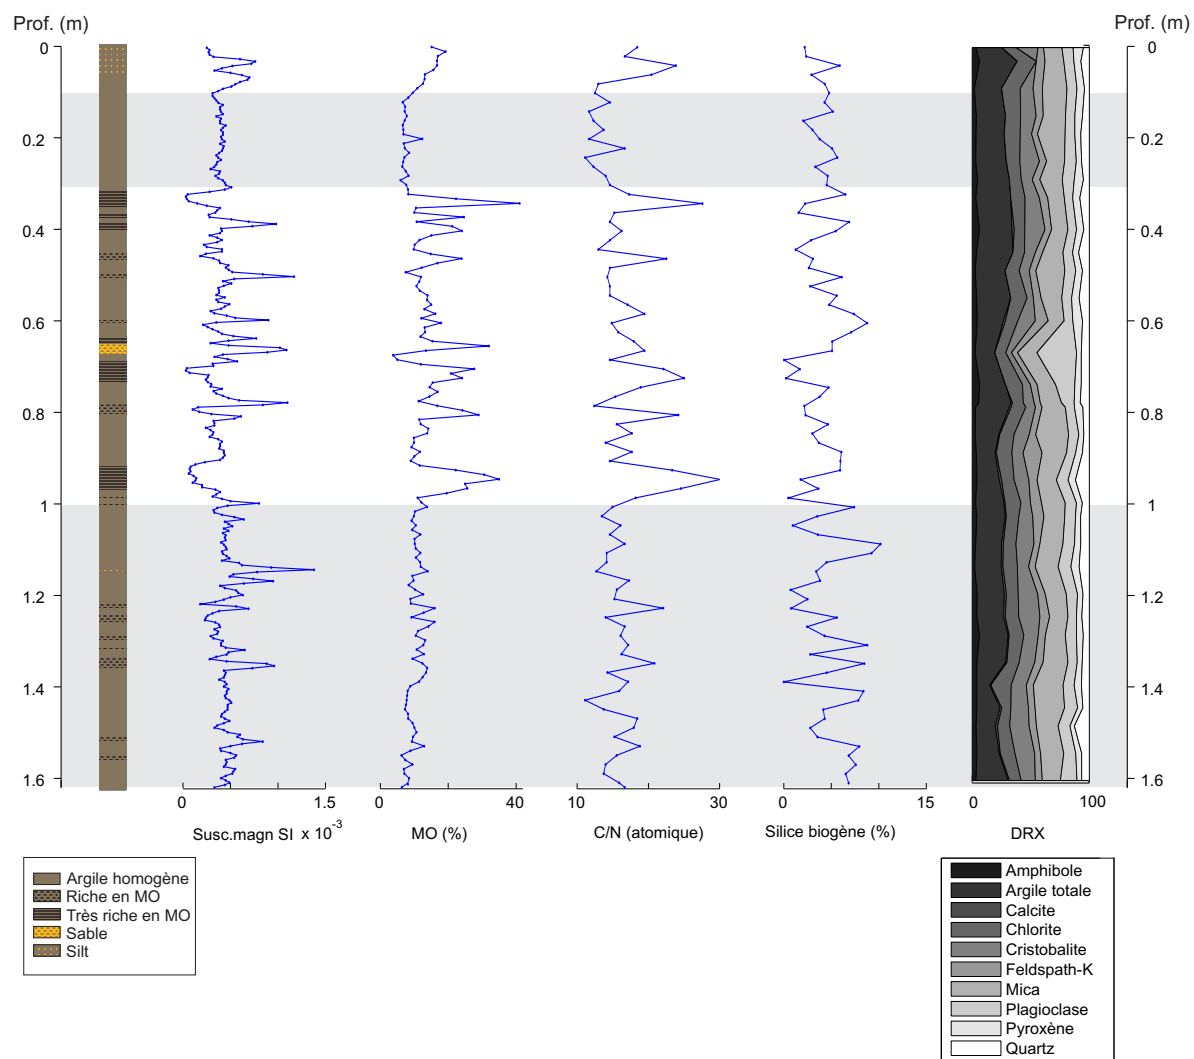 Prof. (m)
Prof. (m)
0
0.2
0.4
0.6
0.8
1
1.2
1.4
1.6
0
0.2
0.4
0.6
0.8
1
1.2
1.4
1.6
0 1.5
0 40
10 30
0 15
0 100
Susc.magn SI x 10-3
MO (%)
C/N (atomique)
Silice biogène (%)
DRX
Argile homogène
Riche en MO
Très riche en MO
Sable
Silt
Amphibole
Argile totale
Calcite
Chlorite
Cristobalite
Feldspath-K
Mica
Plagioclase
Pyroxène
Quartz